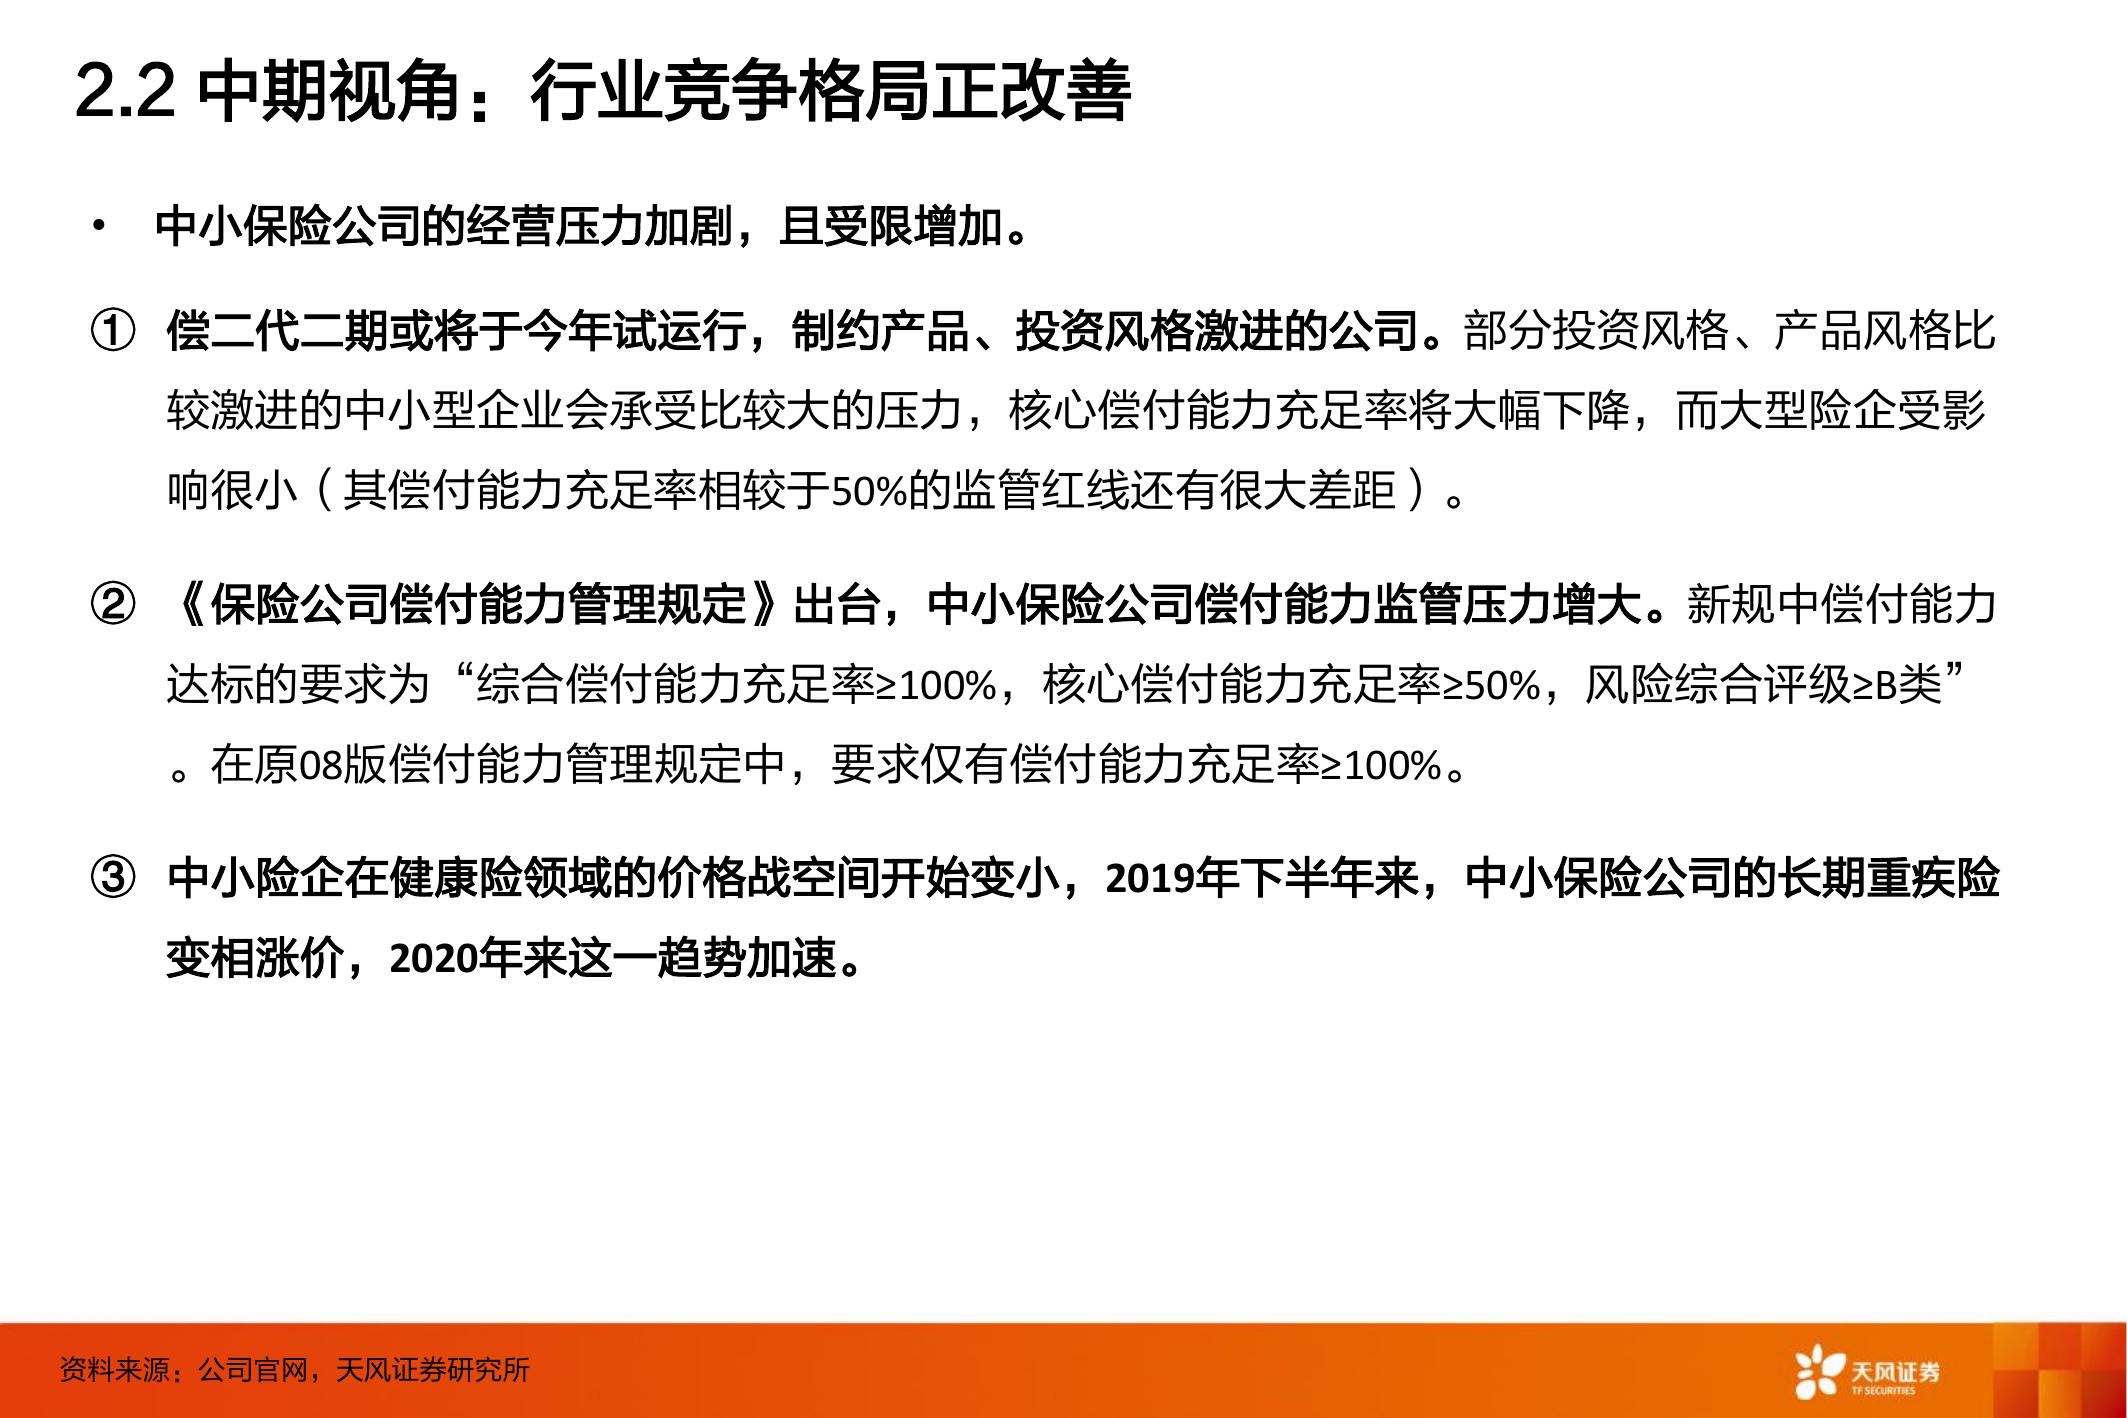 2.2 中期视角：行业竞争格局正改善
• 中小保险公司的经营压力加剧，且受限增加。
① 偿二代二期或将于今年试运行，制约产品、投资风格激进的公司。部分投资风格、产品风格比
较激进的中小型企业会承受比较大的压力，核心偿付能力充足率将大幅下降，而大型险企受影
响很小（其偿付能力充足率相较于50%的监管红线还有很大差距）。
② 《保险公司偿付能力管理规定》出台，中小保险公司偿付能力监管压力增大。新规中偿付能力
达标的要求为“综合偿付能力充足率≥100%，核心偿付能力充足率≥50%，风险综合评级≥B类”
。在原08版偿付能力管理规定中，要求仅有偿付能力充足率≥100%。
③ 中小险企在健康险领域的价格战空间开始变小，2019年下半年来，中小保险公司的长期重疾险
变相涨价，2020年来这一趋势加速。
资料来源：公司官网，天风证券研究所
天风证券
TF SECURITIES